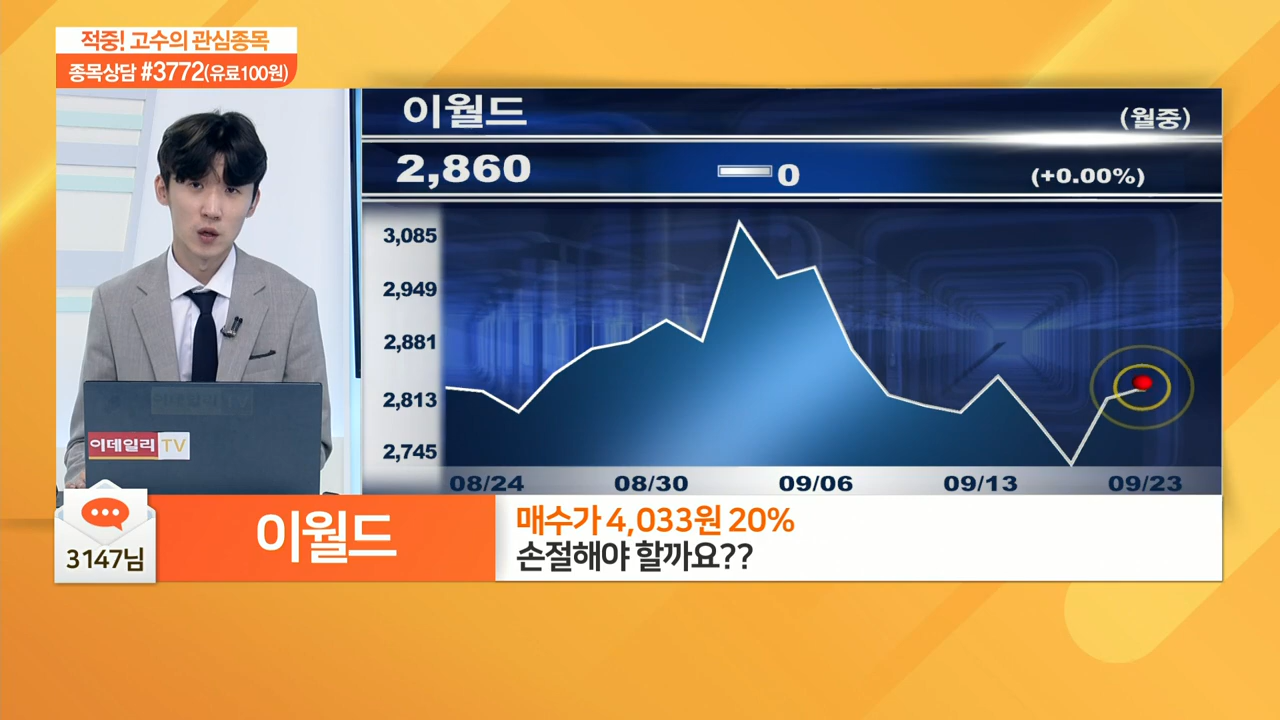 적중! 고수의 관심종목
종목상담 #3772(유료100원)
이월드
(월중)
2,860
0
(+0.00%)
3,085
2,949
2,881
2,813
2,745
08/24
08/30
09/06
09/13
09/23
이데일리TV
3147님
이월드
매수가 4,033원 20%
손절해야 할까요??